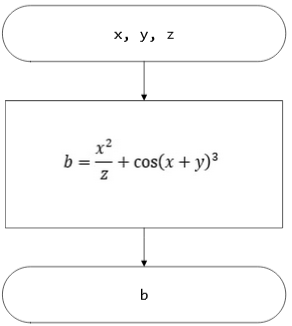 x, y, z
b = x²/z + cos(x + y)³
b